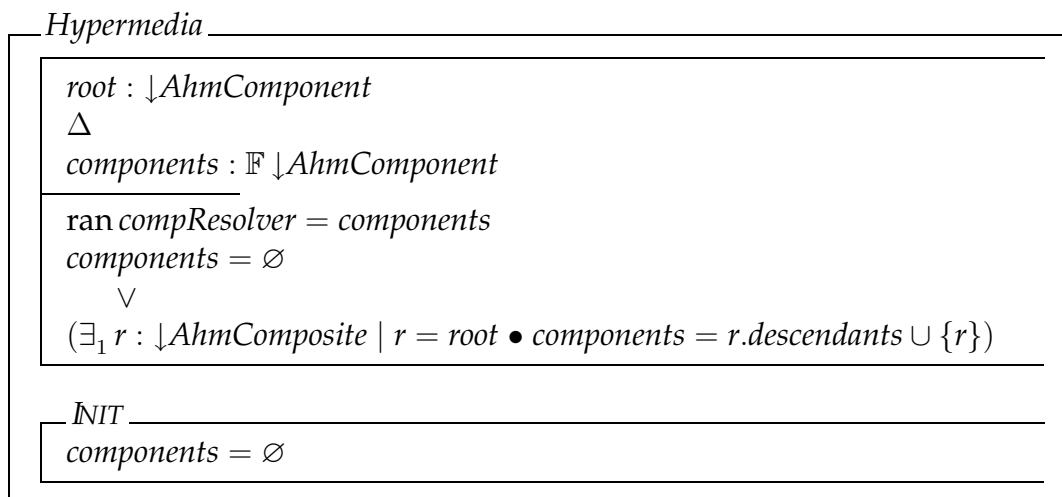 Hypermedia
root : ↓AhmComponent
Δ
components : 𝔽 ↓AhmComponent
ran compResolver = components
components = ∅
∨
(∃₁ r : ↓AhmComposite | r = root • components = r.descendants ∪ {r})
INIT
components = ∅